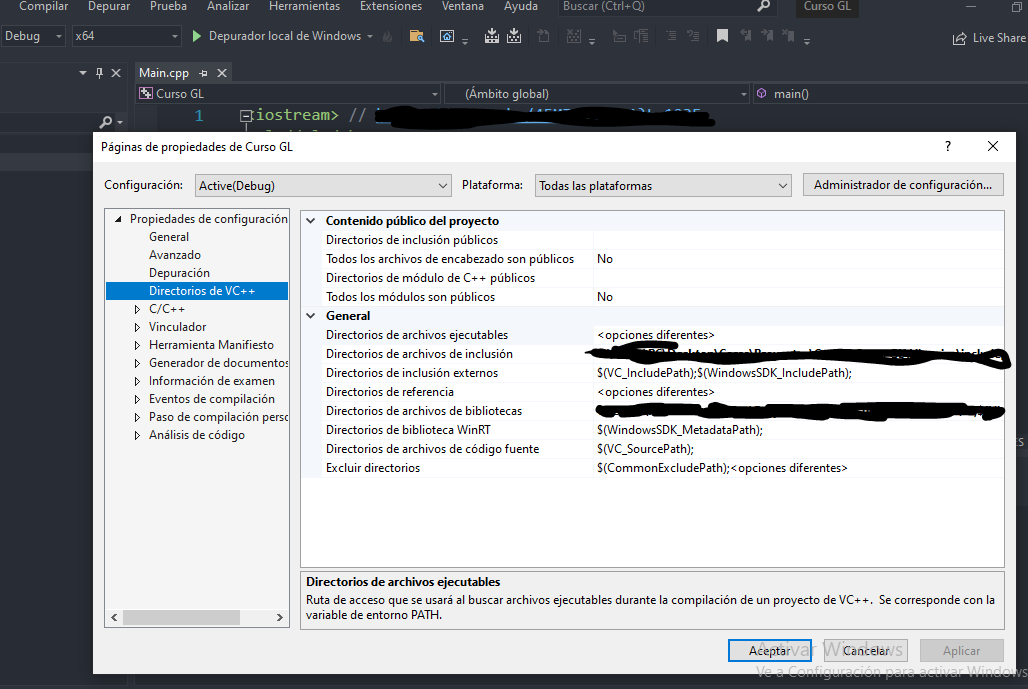 Compilar Depurar Prueba Analizar Herramientas Extensiones Ventana Ayuda Buscar (Ctrl+Q) Curso GL
Debug x64 Depurador local de Windows Live Share
Main.cpp
Curso GL (Ámbito global) main()
1 iostream> //
Páginas de propiedades de Curso GL ?
Configuración: Active(Debug) Plataforma: Todas las plataformas Administrador de configuración...
Propiedades de configuración
General
Avanzado
Depuración
Directorios de VC++
C/C++
Vinculador
Herramienta Manifiesto
Generador de documentos
Información de examen
Eventos de compilación
Paso de compilación perso
Análisis de código
Contenido público del proyecto
Directorios de inclusión públicos
Todos los archivos de encabezado son públicos No
Directorios de módulo de C++ públicos
Todos los módulos son públicos No
General
Directorios de archivos ejecutables <opciones diferentes>
Directorios de archivos de inclusión
Directorios de inclusión externos $(VC_IncludePath);$(WindowsSDK_IncludePath);
Directorios de referencia <opciones diferentes>
Directorios de archivos de bibliotecas
Directorios de biblioteca WinRT $(WindowsSDK_MetadataPath);
Directorios de archivos de código fuente $(VC_SourcePath);
Excluir directorios $(CommonExcludePath);<opciones diferentes>
Directorios de archivos ejecutables
Ruta de acceso que se usará al buscar archivos ejecutables durante la compilación de un proyecto de VC++. Se corresponde con la
variable de entorno PATH.
Aceptar Cancelar Aplicar
Activar Windows
Ve a Configuración para activar Windows